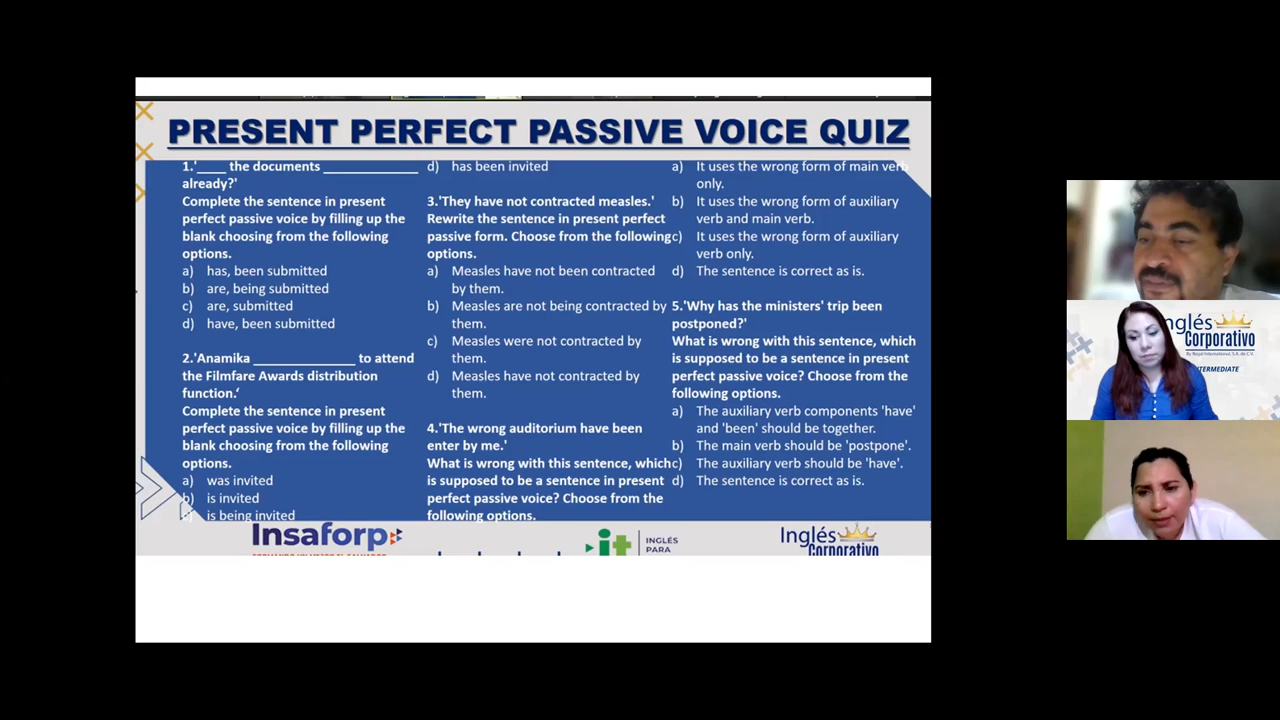 PRESENT PERFECT PASSIVE VOICE QUIZ
1.'____ the documents _____________
already?'
Complete the sentence in present
perfect passive voice by filling up the
blank choosing from the following
options.
a) has, been submitted
b) are, being submitted
c) are, submitted
d) have, been submitted
2.'Anamika ______________ to attend
the Filmfare Awards distribution
function.‘
Complete the sentence in present
perfect passive voice by filling up the
blank choosing from the following
options.
a) was invited
b) is invited
c) is being invited
d) has been invited
3.'They have not contracted measles.'
Rewrite the sentence in present perfect
passive form. Choose from the following
options.
a) Measles have not been contracted
by them.
b) Measles are not being contracted by
them.
c) Measles were not contracted by
them.
d) Measles have not contracted by
them.
4.'The wrong auditorium have been
enter by me.'
What is wrong with this sentence, which
is supposed to be a sentence in present
perfect passive voice? Choose from the
following options.
a) It uses the wrong form of main verb
only.
b) It uses the wrong form of auxiliary
verb and main verb.
c) It uses the wrong form of auxiliary
verb only.
d) The sentence is correct as is.
5.'Why has the ministers' trip been
postponed?'
What is wrong with this sentence, which
is supposed to be a sentence in present
perfect passive voice? Choose from the
following options.
a) The auxiliary verb components 'have'
and 'been' should be together.
b) The main verb should be 'postpone'.
c) The auxiliary verb should be 'have'.
d) The sentence is correct as is.
Insaforp
it
INGLÉS
PARA
Inglés
Corporativo
nglés
Corporativo
By Royal International, S.A. de C.V.
TERMEDIATE